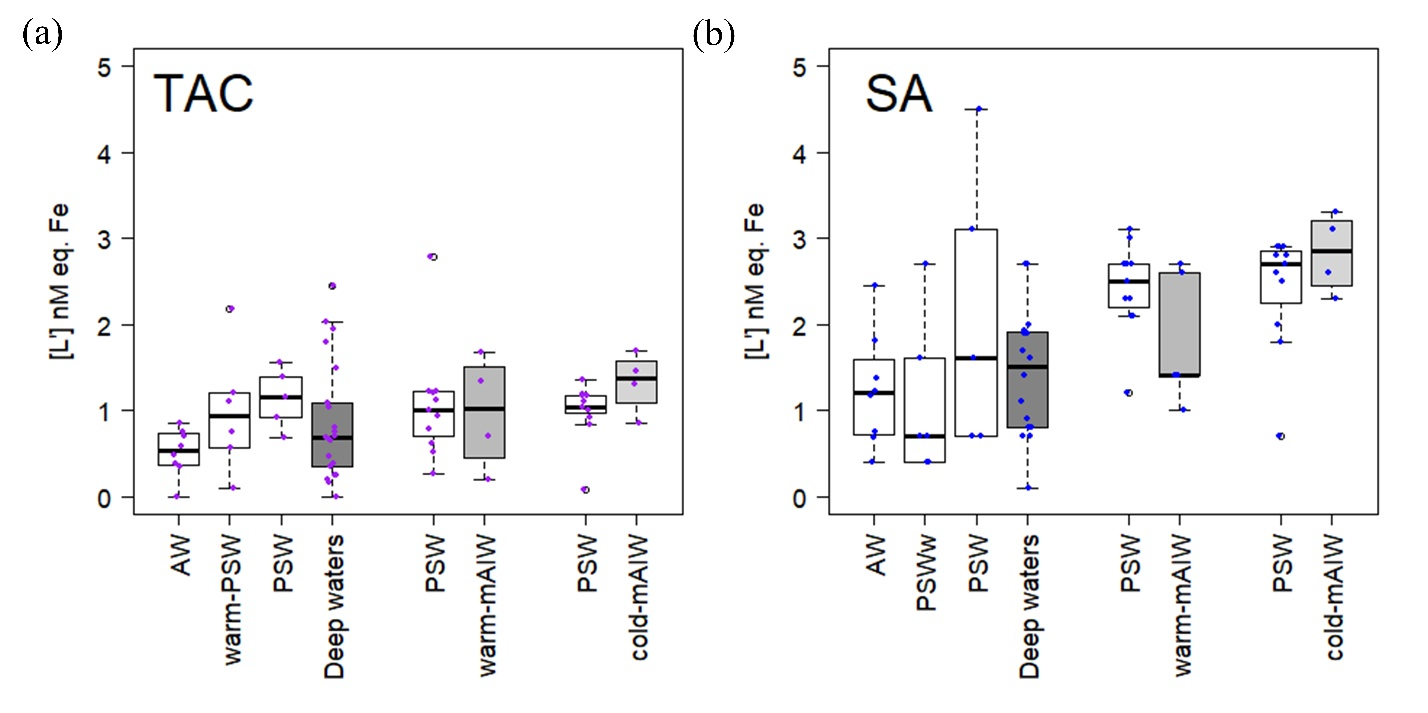 (a)
TAC
[L'] nM eq. Fe
5
4
3
2
1
0
AW
warm-PSW
PSW
Deep waters
PSW
warm-mAIW
PSW
cold-mAIW
(b)
SA
[L'] nM eq. Fe
5
4
3
2
1
0
AW
PSWw
PSW
Deep waters
PSW
warm-mAIW
PSW
cold-mAIW